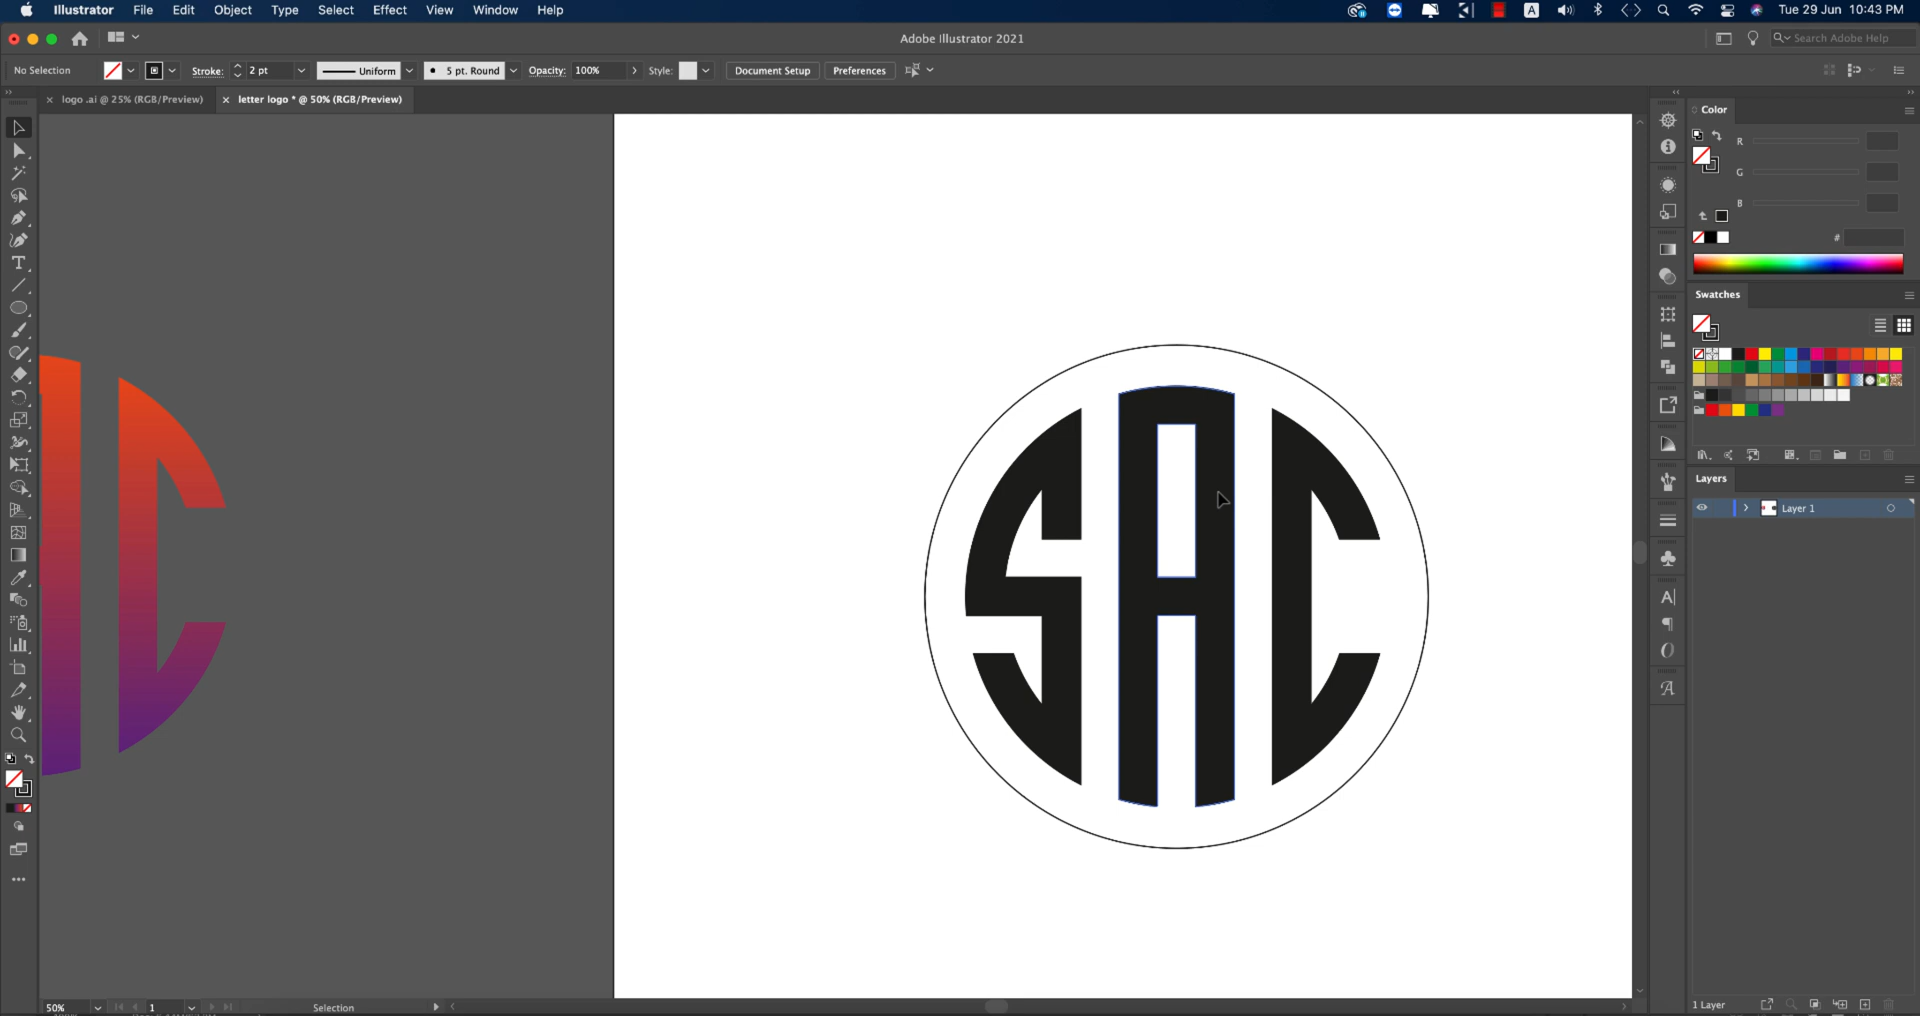 Illustrator File Edit Object Type Select Effect View Window Help
A
Tue 29 Jun 10:43 PM
Adobe Illustrator 2021
Search Adobe Help
No Selection
Stroke: 2 pt
Uniform
5 pt. Round
Opacity: 100%
Style:
Document Setup
Preferences
logo .ai @ 25% (RGB/Preview)
letter logo * @ 50% (RGB/Preview)
Color
R
G
B
#
Swatches
Layers
Layer 1
SAC
C
50%
1
Selection
1 Layer